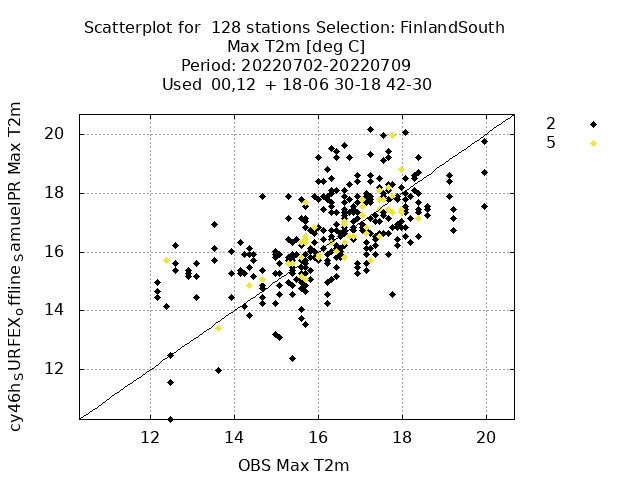 Scatterplot for  128 stations Selection: FinlandSouth
Max T2m [deg C]
Period: 20220702-20220709
Used  00,12  + 18-06 30-18 42-30
cy46h_SURFEX_offline_samuelPR Max T2m
20
18
16
14
12
12 14 16 18 20
OBS Max T2m
2
5